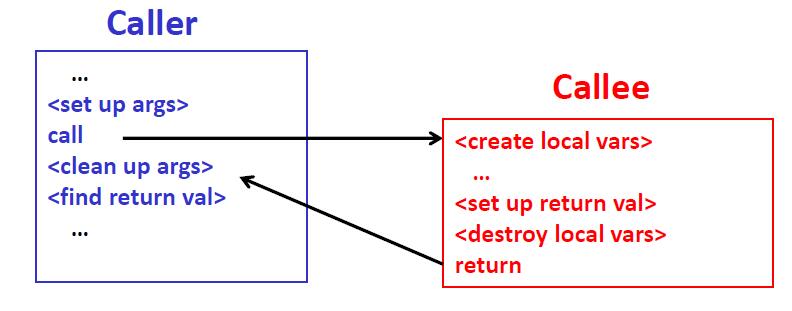 Caller
...
<set up args>
call
<clean up args>
<find return val>
...
Callee
<create local vars>
...
<set up return val>
<destroy local vars>
return